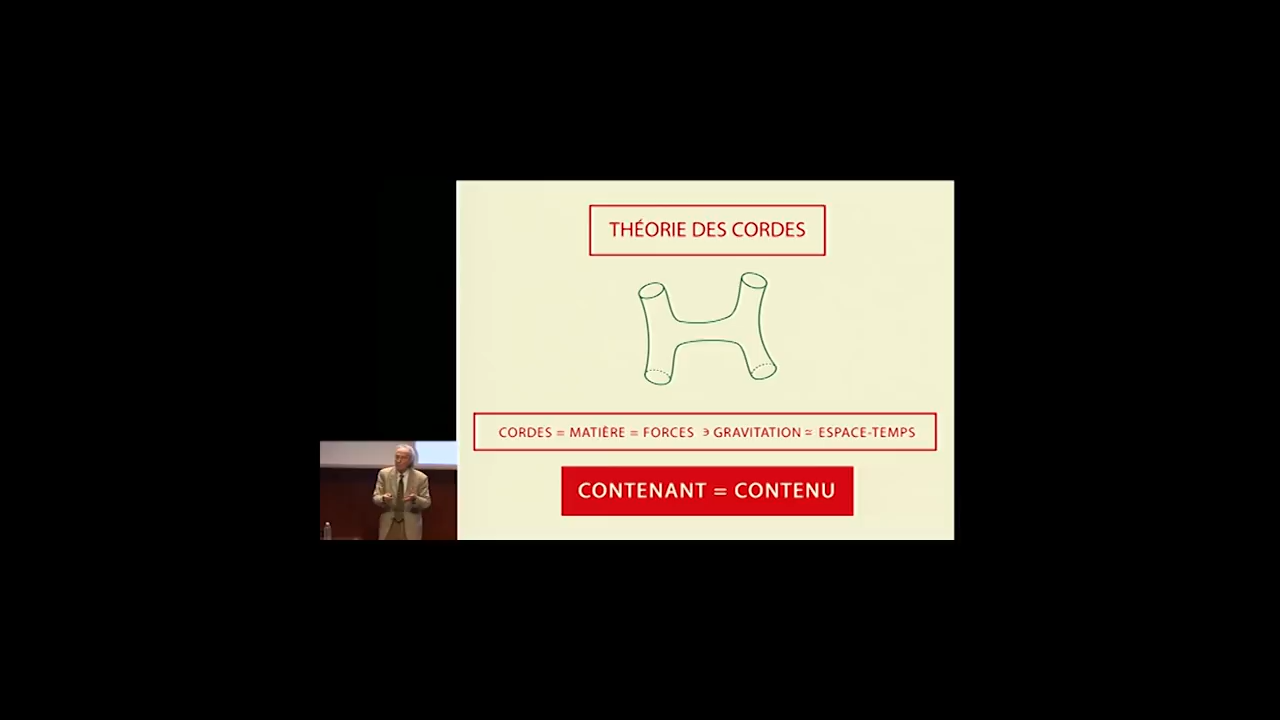 THÉORIE DES CORDES
CORDES = MATIÈRE = FORCES ∍ GRAVITATION ≃ ESPACE-TEMPS
CONTENANT = CONTENU